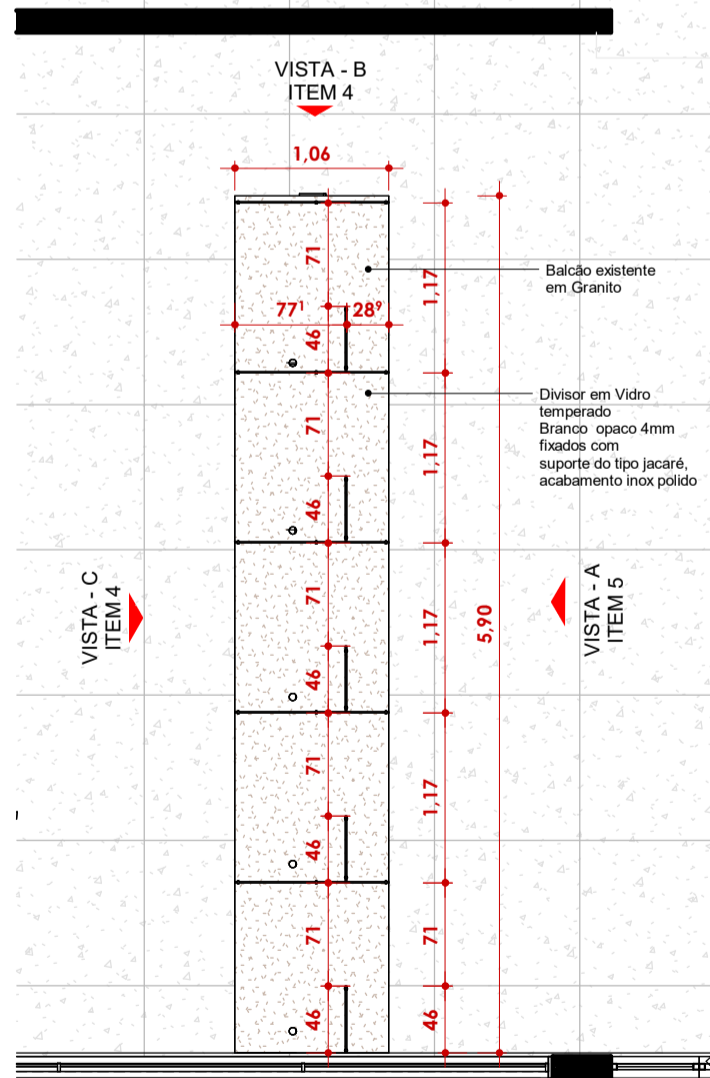 VISTA - B
ITEM 4
1,06
71
1,17
Balcão existente
em Granito
77¹
28⁹
46
Divisor em Vidro
temperado
Branco opaco 4mm
fixados com
suporte do tipo jacaré,
acabamento inox polido
71
1,17
46
VISTA - C
ITEM 4
71
1,17
5,90
VISTA - A
ITEM 5
46
71
1,17
46
71
71
46
46